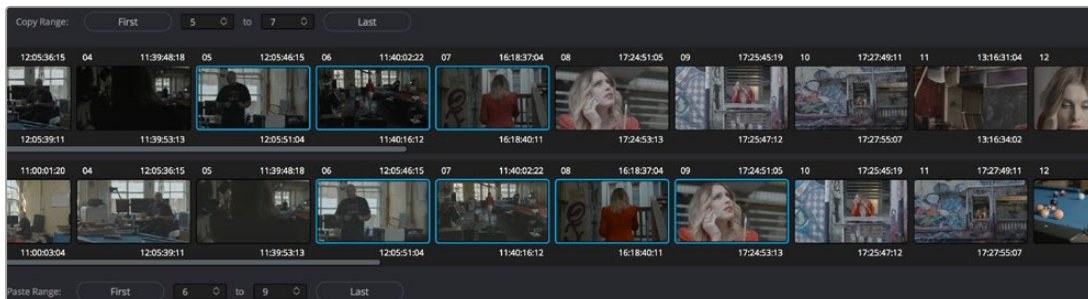 Copy Range: First 5 to 7 Last
12:05:36:15 04 11:39:48:18 05 12:05:46:15 06 11:40:02:22 07 16:18:37:04 08 17:24:51:05 09 17:25:45:19 10 17:27:49:11 11 13:16:31:04 12
12:05:39:11 11:39:53:13 12:05:51:04 11:40:16:12 16:18:40:11 17:24:53:13 17:25:47:12 17:27:55:07 13:16:34:02
11:00:01:20 04 12:05:36:15 05 11:39:48:18 06 12:05:46:15 07 11:40:02:22 08 16:18:37:04 09 17:24:51:05 10 17:25:45:19 11 17:27:49:11 12
11:00:03:04 12:05:39:11 11:39:53:13 12:05:51:04 11:40:16:12 16:18:40:11 17:24:53:13 17:25:47:12 17:27:55:07
Paste Range: First 6 to 9 Last